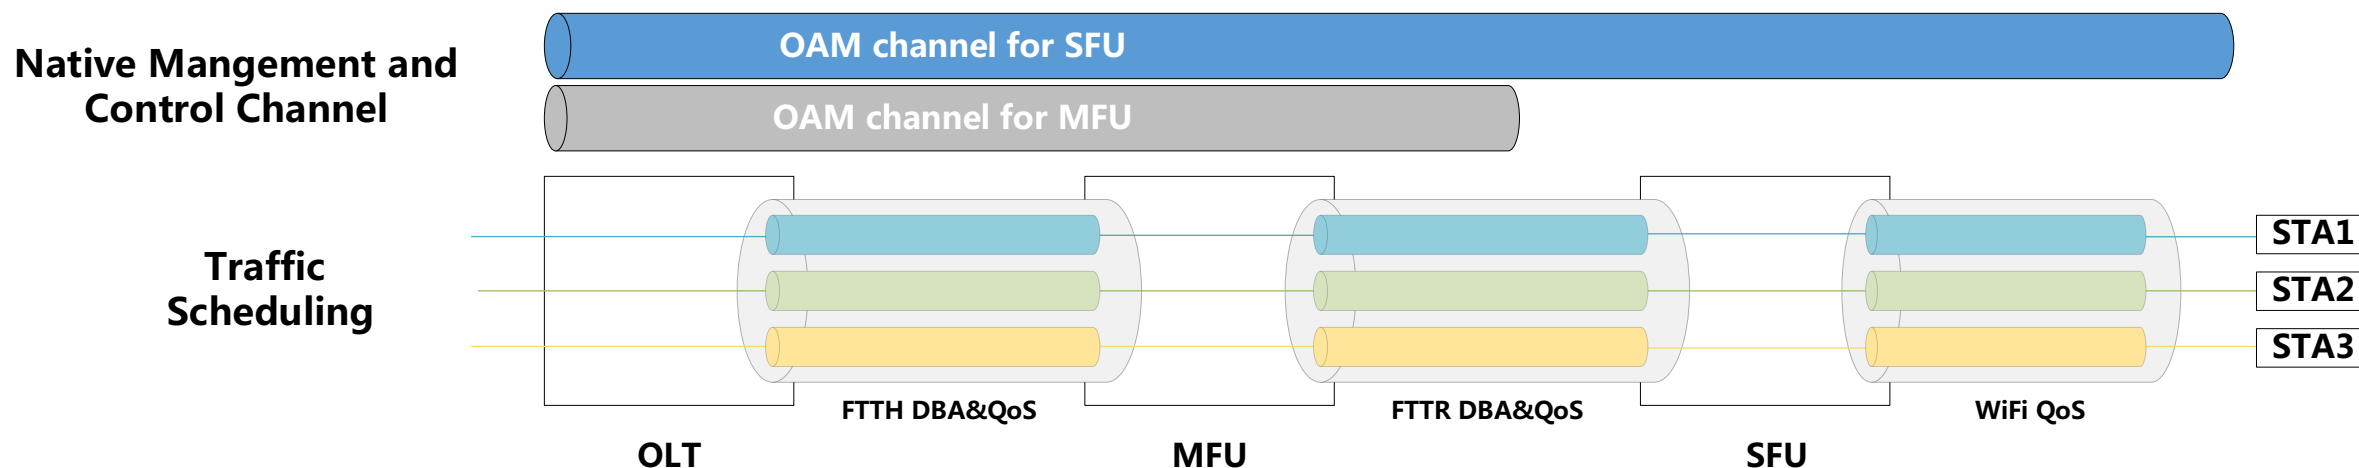 Native Mangement and
Control Channel
OAM channel for SFU
OAM channel for MFU
Traffic
Scheduling
STA1
STA2
STA3
FTTH DBA&QoS
FTTR DBA&QoS
WiFi QoS
OLT
MFU
SFU